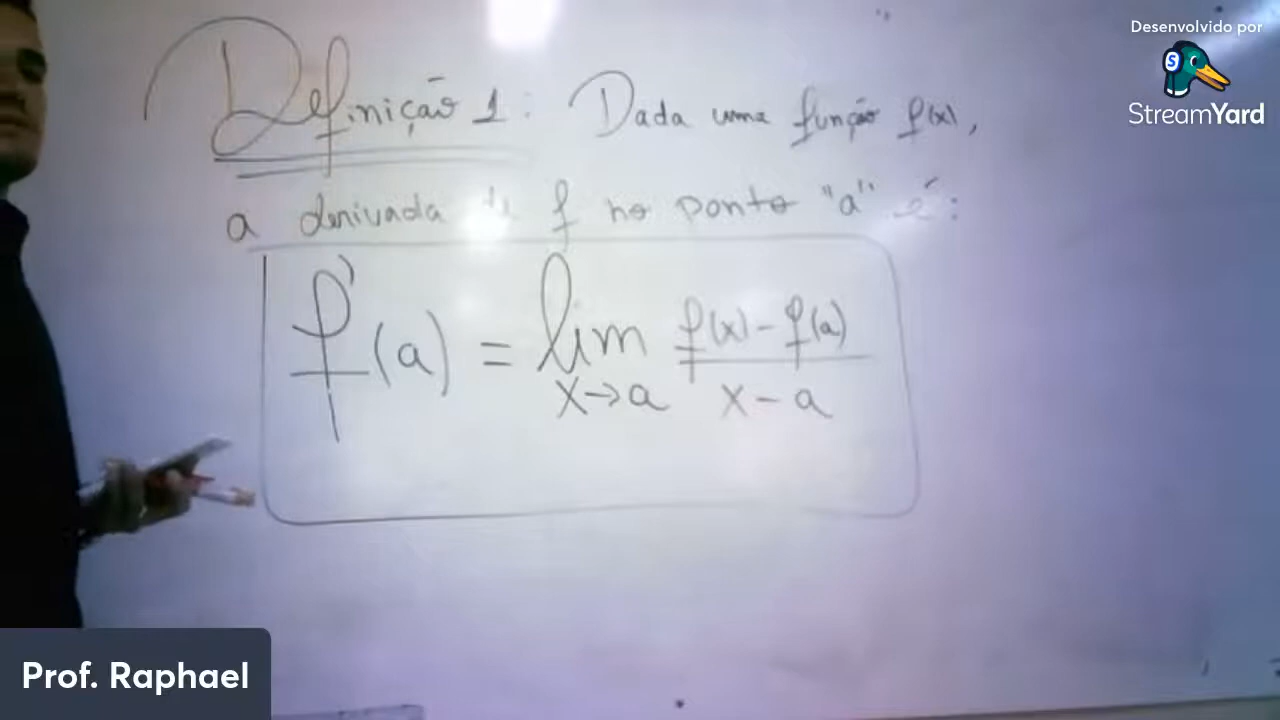 Desenvolvido por
StreamYard
Definição 1: Dada uma função f(x),
a derivada de f no ponto "a" é:
f'(a) = lim f(x) - f(a)
x→a x - a
Prof. Raphael